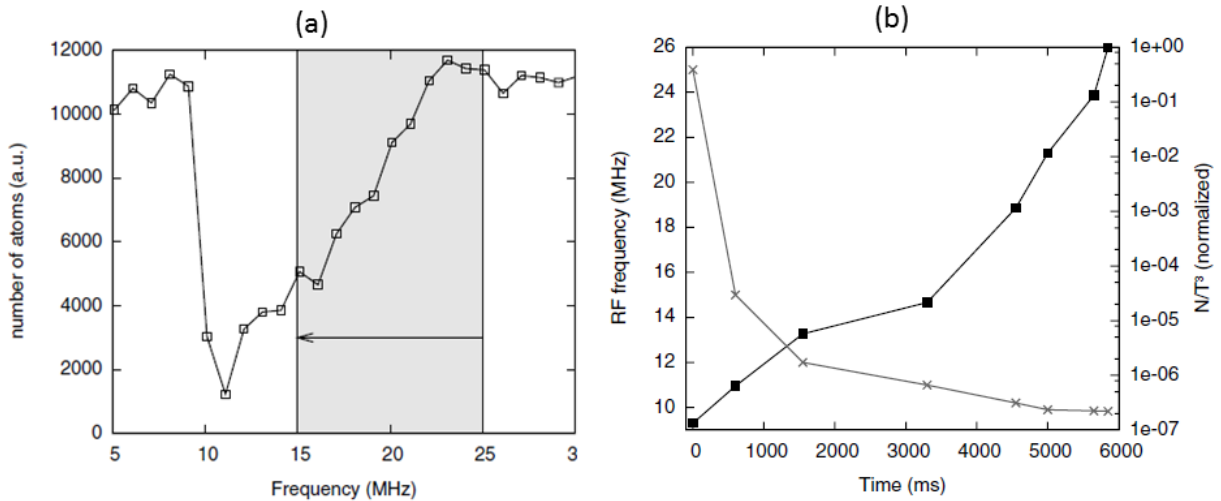 (a)
12000
10000
8000
6000
4000
2000
0
number of atoms (a.u.)
5 10 15 20 25 3
Frequency (MHz)
(b)
26
24
22
20
18
16
14
12
10
RF frequency (MHz)
1e+00
1e-01
1e-02
1e-03
1e-04
1e-05
1e-06
1e-07
N/T³ (normalized)
0 1000 2000 3000 4000 5000 6000
Time (ms)